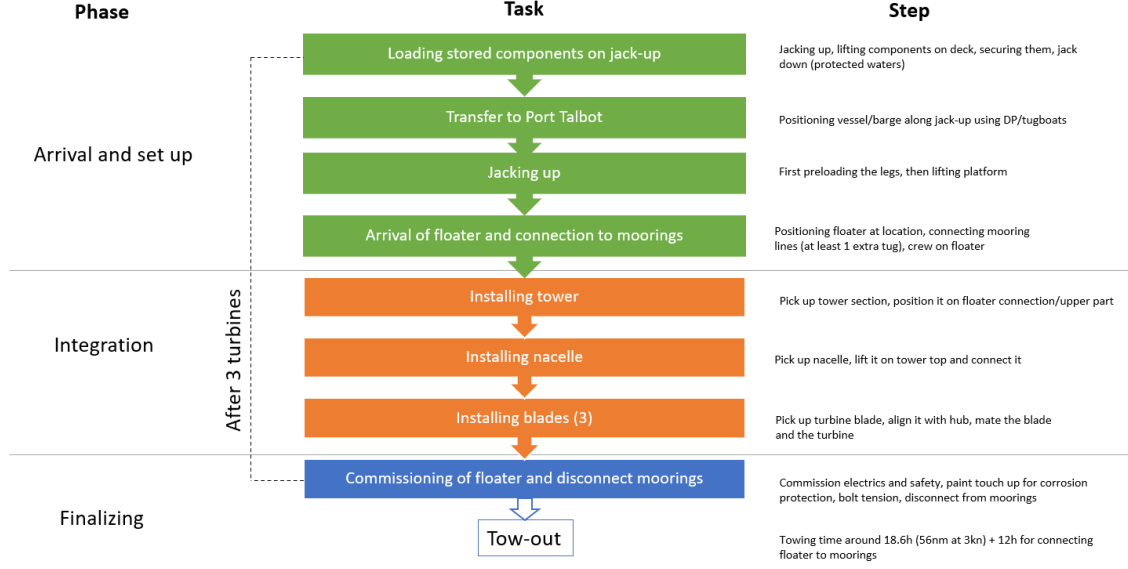 Phase
Task
Step
Loading stored components on jack-up
Jacking up, lifting components on deck, securing them, jack
down (protected waters)
Transfer to Port Talbot
Positioning vessel/barge along jack-up using DP/tugboats
Arrival and set up
Jacking up
First preloading the legs, then lifting platform
Arrival of floater and connection to moorings
Positioning floater at location, connecting mooring
lines (at least 1 extra tug), crew on floater
After 3 turbines
Installing tower
Pick up tower section, position it on floater connection/upper part
Integration
Installing nacelle
Pick up nacelle, lift it on tower top and connect it
Installing blades (3)
Pick up turbine blade, align it with hub, mate the blade
and the turbine
Commissioning of floater and disconnect moorings
Commission electrics and safety, paint touch up for corrosion
protection, bolt tension, disconnect from moorings
Finalizing
Tow-out
Towing time around 18.6h (56nm at 3kn) + 12h for connecting
floater to moorings